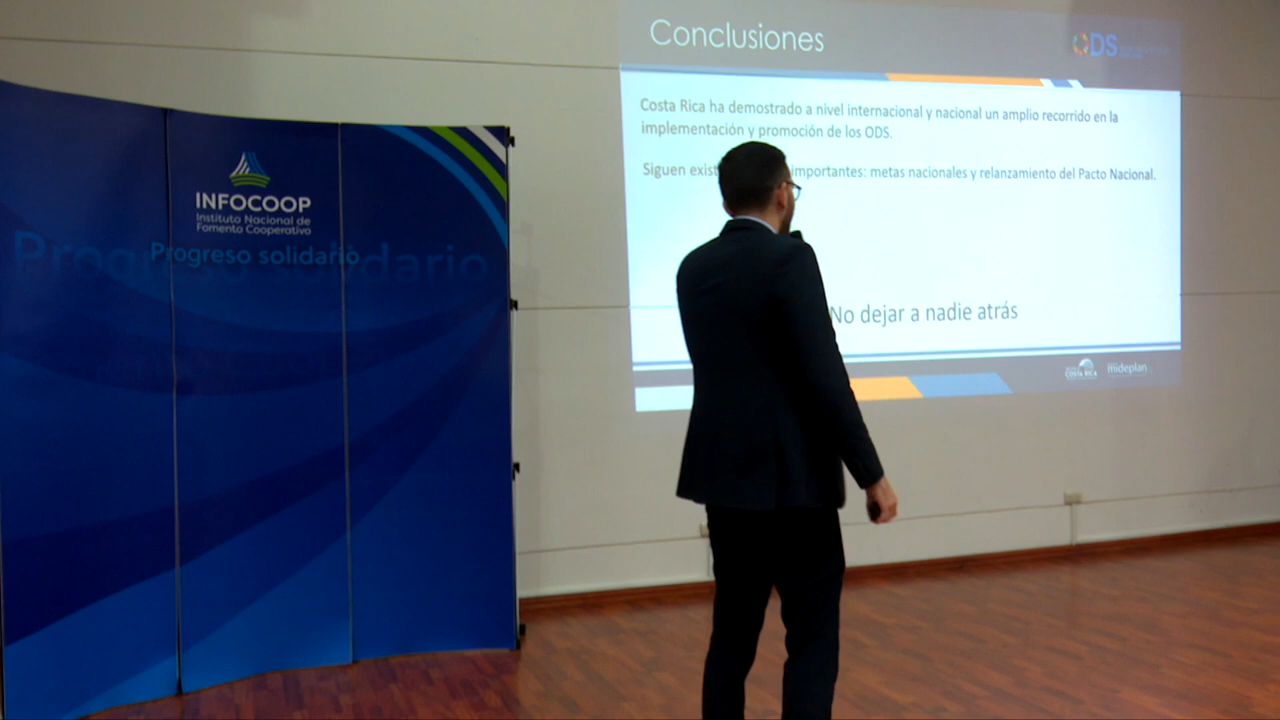 Conclusiones
ODS
Costa Rica ha demostrado a nivel internacional y nacional un amplio recorrido en la
implementación y promoción de los ODS.
Siguen exist importantes: metas nacionales y relanzamiento del Pacto Nacional.
No dejar a nadie atrás
COSTA RICA
mideplan
INFOCOOP
Instituto Nacional de
Fomento Cooperativo
Progreso solidario
Progreso solidario